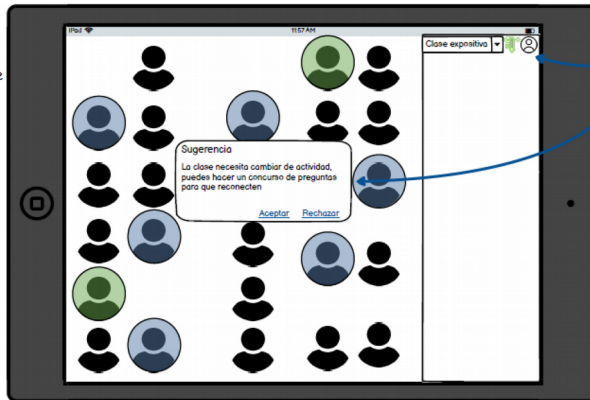 iPad
11:57 AM
Clase expositiva
Sugerencia
La clase necesita cambiar de actividad,
puedes hacer un concurso de preguntas
para que reconecten
Aceptar Rechazar